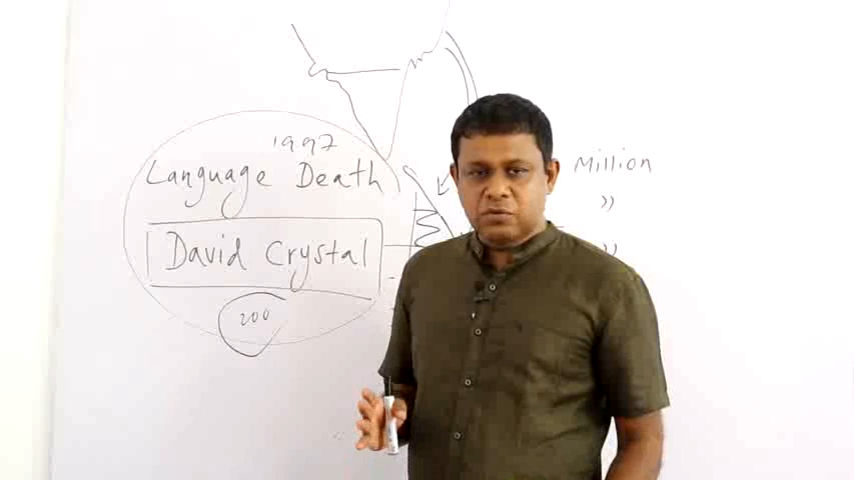 1997
Language Death
David Crystal
200
Million
”
”